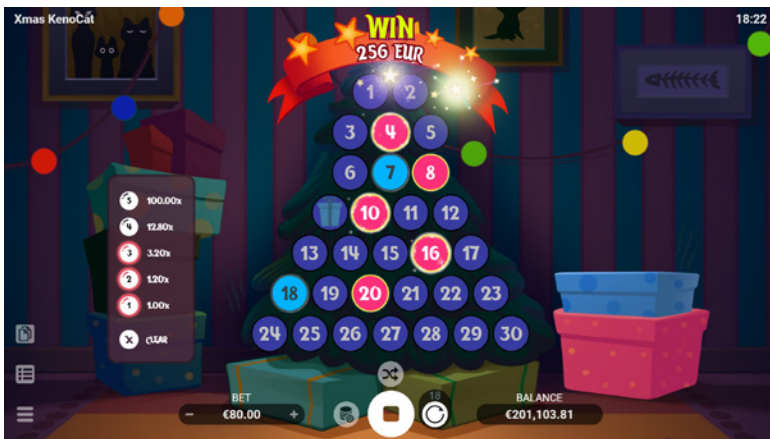 Xmas KenoCat
18:22
WIN
256 EUR
1 2
3 4 5
6 7 8
10 11 12
13 14 15 16 17
18 19 20 21 22 23
24 25 26 27 28 29 30
5 100.00x
4 12.80x
3 3.20x
2 1.20x
1 1.00x
X CLEAR
BET
- €80.00 +
18
BALANCE
€201,103.81